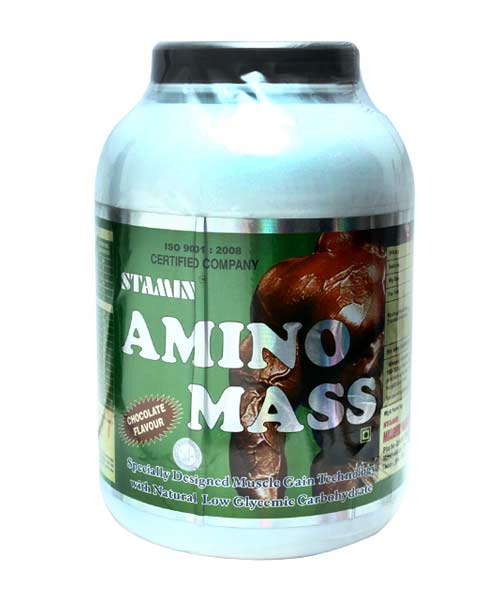 ISO 9001 : 2008
CERTIFIED COMPANY
STAMIN
AMINO
MASS
CHOCOLATE
FLAVOUR
Specially Designed Muscle Gain Technology
with Natural Low Glycemic Carbohydrate